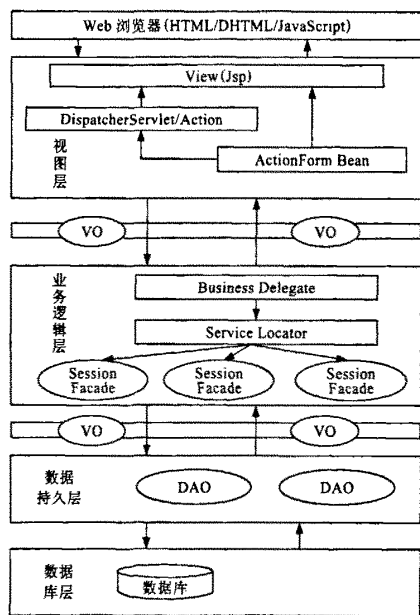 Web 浏览器(HTML/DHTML/JavaScript)
View(Jsp)
DispatcherServlet/Action
ActionForm Bean
视图层
VO
VO
业务逻辑层
Business Delegate
Service Locator
Session Facade
Session Facade
Session Facade
VO
VO
数据持久层
DAO
DAO
数据库层
数据库